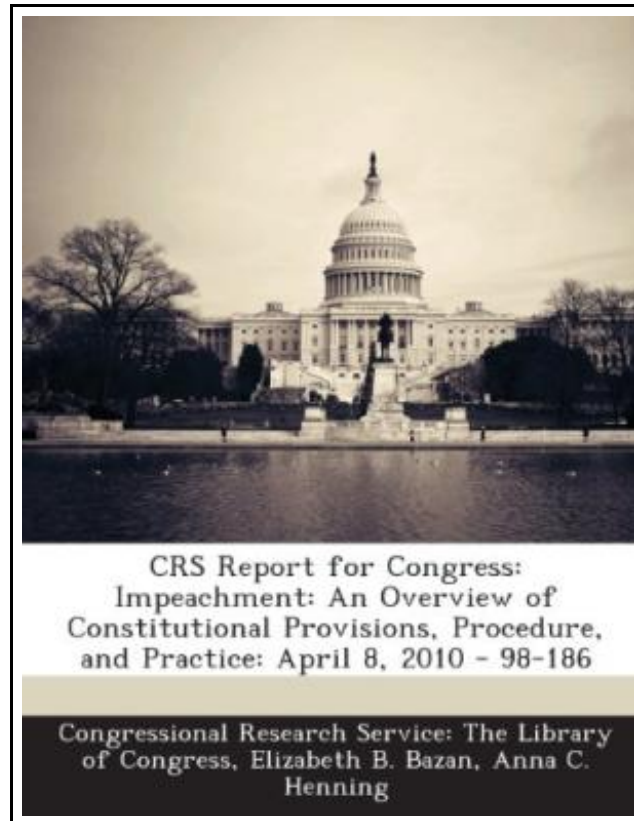 CRS Report for Congress:
Impeachment: An Overview of
Constitutional Provisions, Procedure,
and Practice: April 8, 2010 - 98-186
Congressional Research Service: The Library
of Congress, Elizabeth B. Bazan, Anna C.
Henning